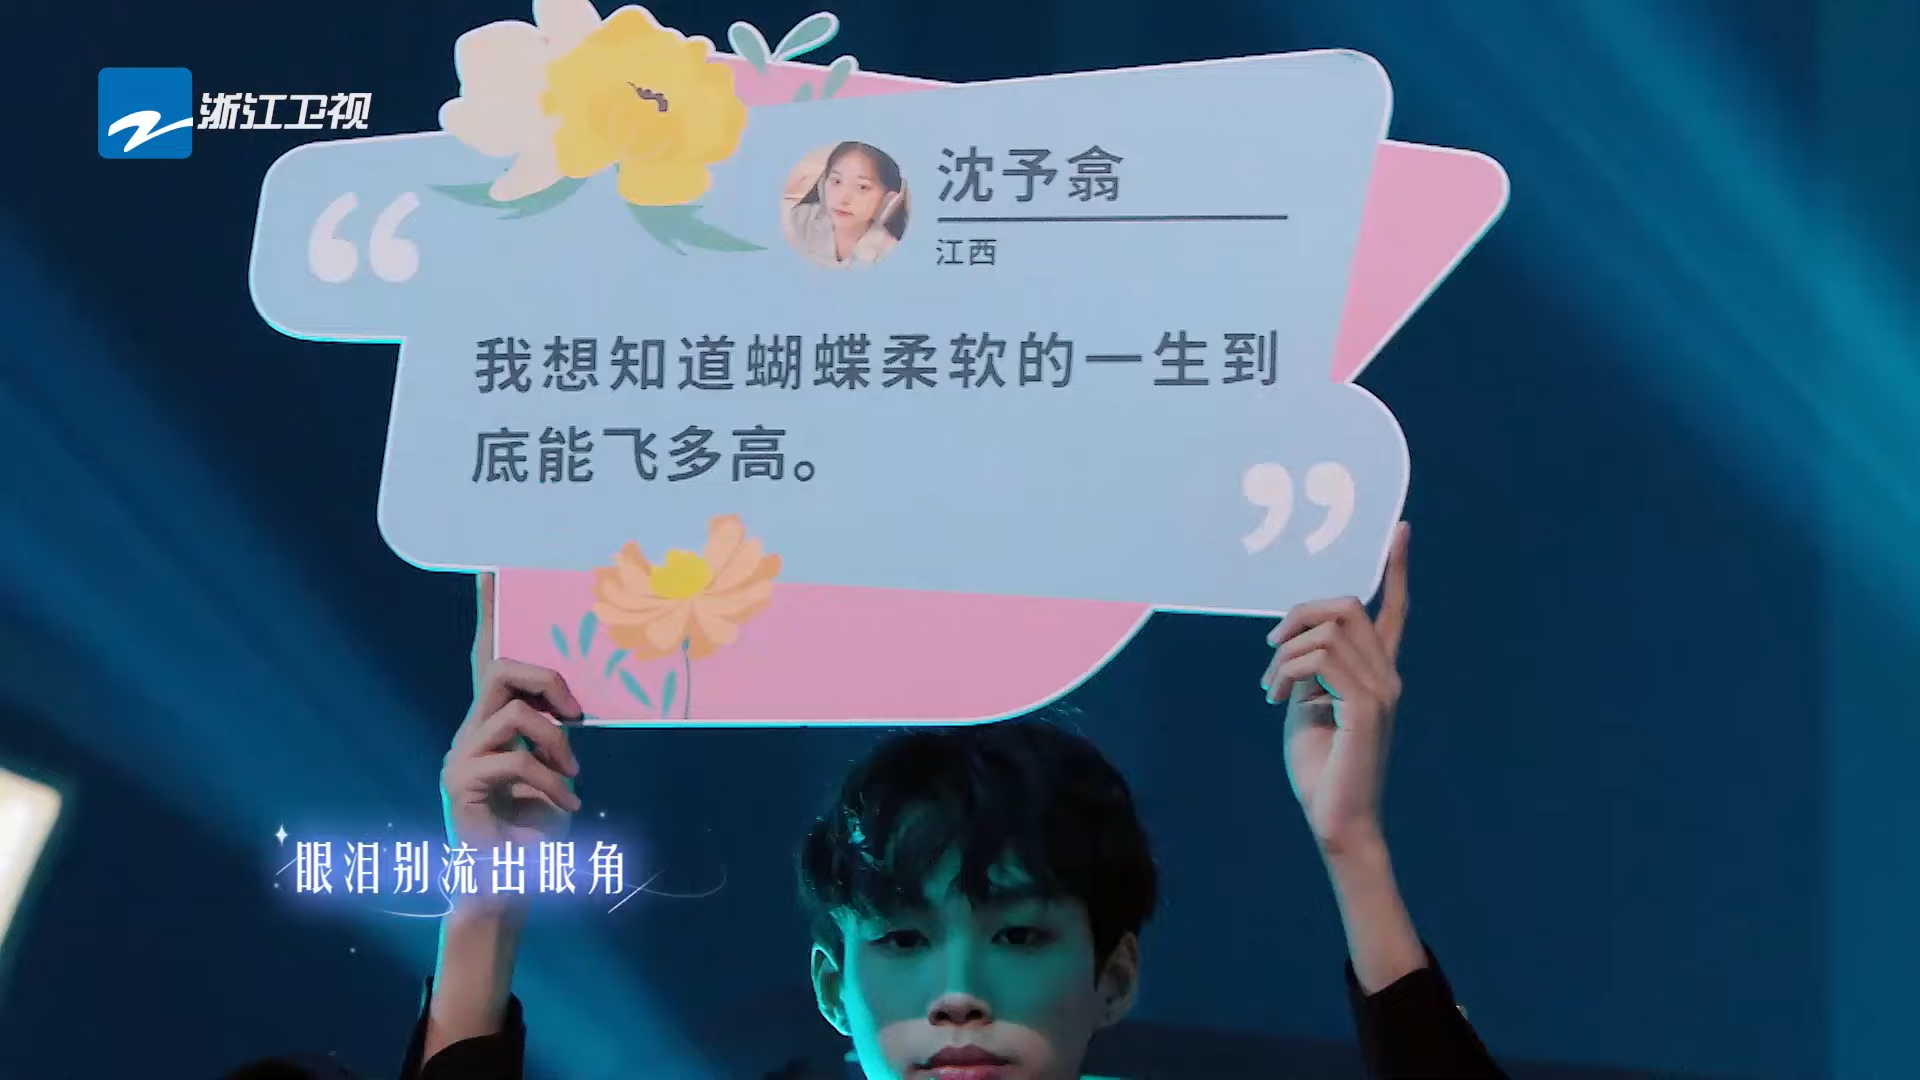 浙江卫视
沈予翕
江西
“我想知道蝴蝶柔软的一生到
底能飞多高。”
眼泪别流出眼角